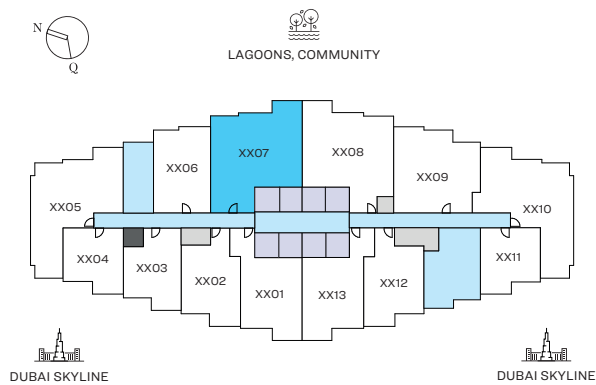 N
Q
LAGOONS, COMMUNITY
XX07
XX08
XX06
XX09
XX05
XX10
XX04
XX03
XX02
XX01
XX13
XX12
XX11
DUBAI SKYLINE
DUBAI SKYLINE